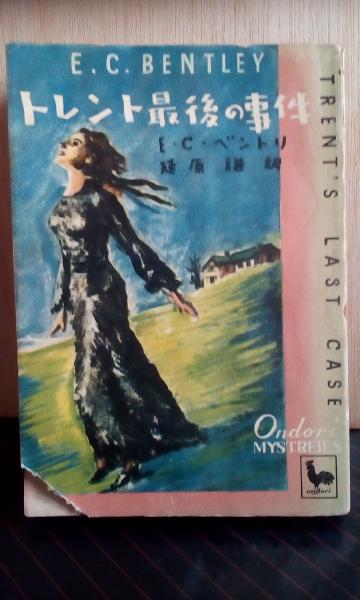 E.C. BENTLEY
トレント最後の事件
E・C・ベントリ
延原謙訳
TRENT'S LAST CASE
Ondori
MYSTREIES
ondori